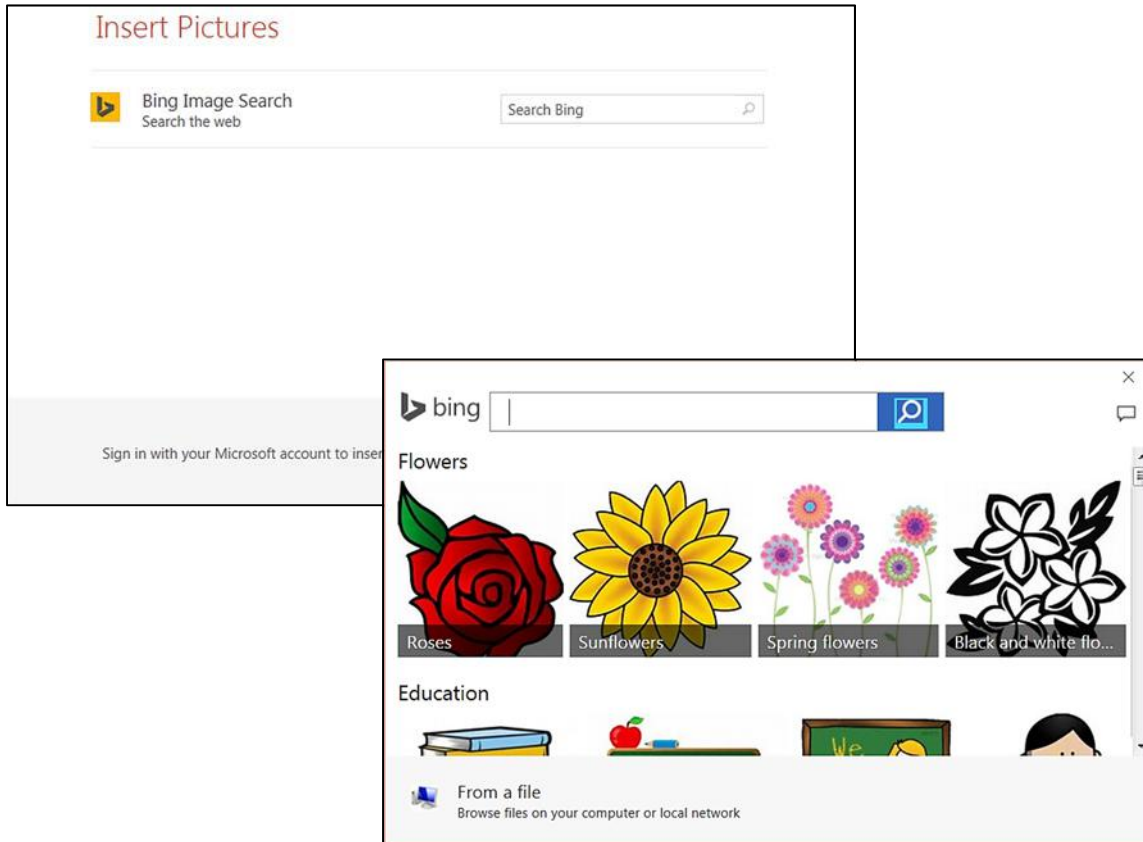 Insert Pictures
Bing Image Search
Search the web
Search Bing
Sign in with your Microsoft account to inser
bing
Flowers
Roses
Sunflowers
Spring flowers
Black and white flo...
Education
We
From a file
Browse files on your computer or local network